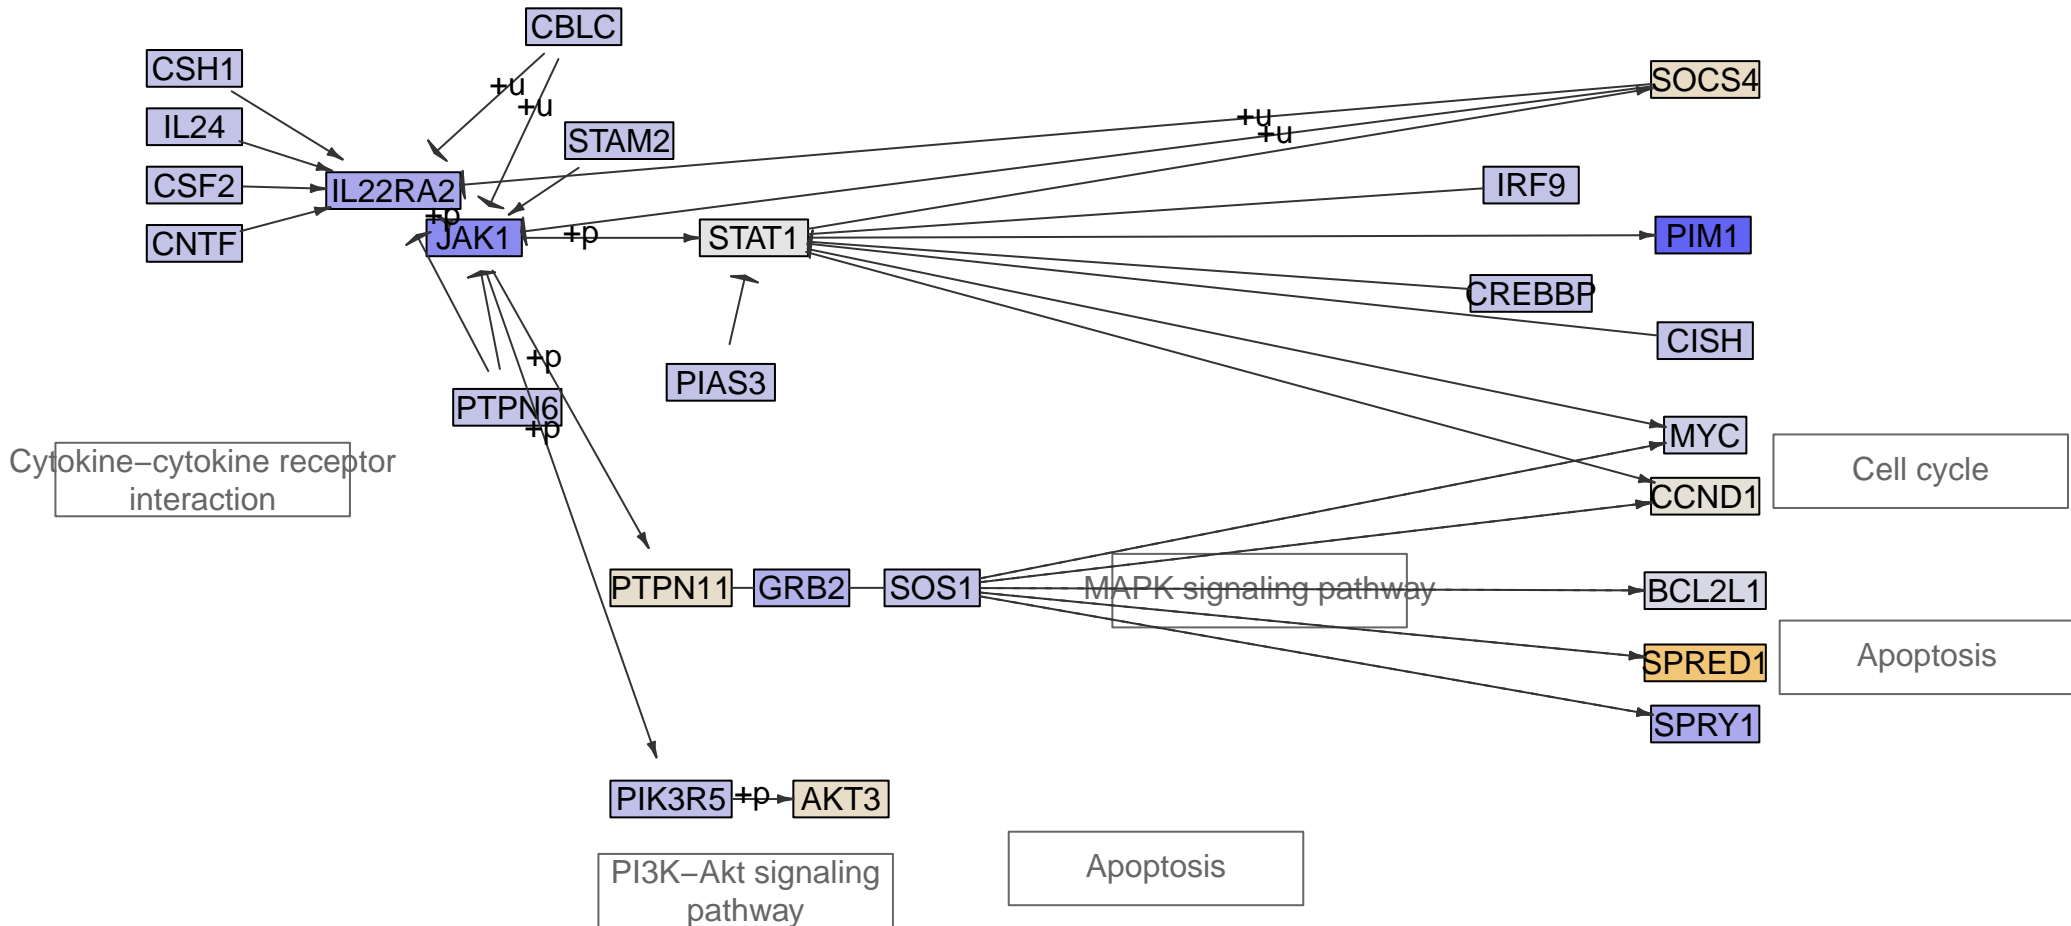 CBLC
CSH1
+u
SOCS4
+u
+u
IL24
STAM2
+u
CSF2
IL22RA2
IRF9
+p
CNTF
JAK1
+p
STAT1
PIM1
CREBBP
CISH
+p
PIAS3
PTPN6
+p
MYC
Cytokine−cytokine receptor
interaction
Cell cycle
CCND1
PTPN11
GRB2
SOS1
MAPK signaling pathway
BCL2L1
SPRED1
Apoptosis
SPRY1
PIK3R5
+p
AKT3
PI3K−Akt signaling
pathway
Apoptosis